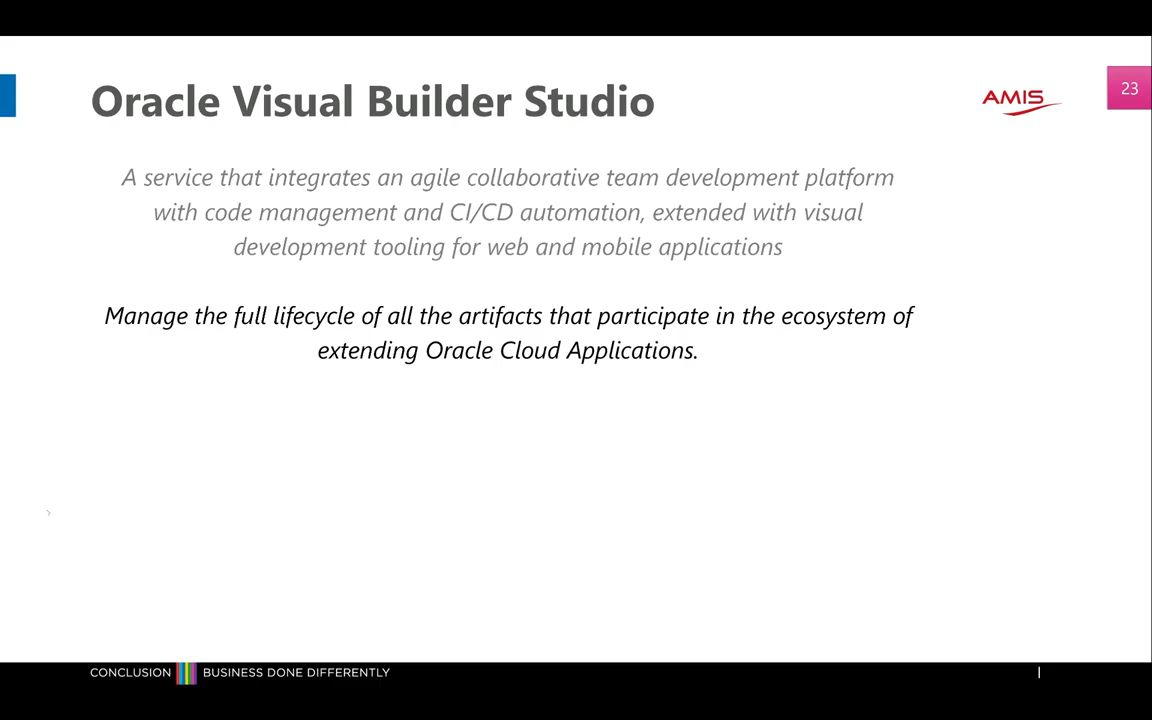 Oracle Visual Builder Studio
AMIS
23
A service that integrates an agile collaborative team development platform
with code management and CI/CD automation, extended with visual
development tooling for web and mobile applications
Manage the full lifecycle of all the artifacts that participate in the ecosystem of
extending Oracle Cloud Applications.
CONCLUSION BUSINESS DONE DIFFERENTLY
|